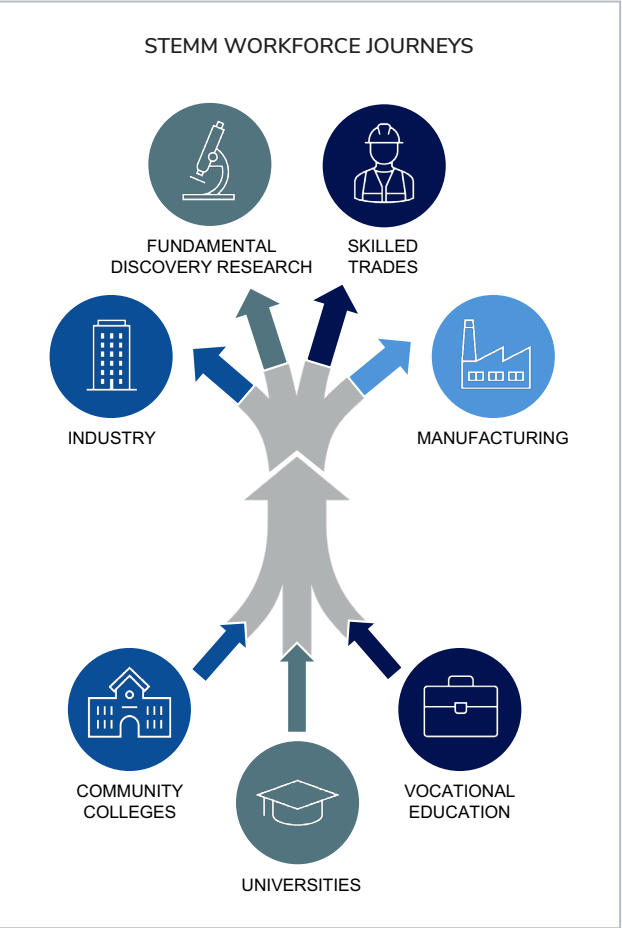 STEMM WORKFORCE JOURNEYS
FUNDAMENTAL
DISCOVERY RESEARCH
SKILLED
TRADES
INDUSTRY
MANUFACTURING
COMMUNITY
COLLEGES
VOCATIONAL
EDUCATION
UNIVERSITIES